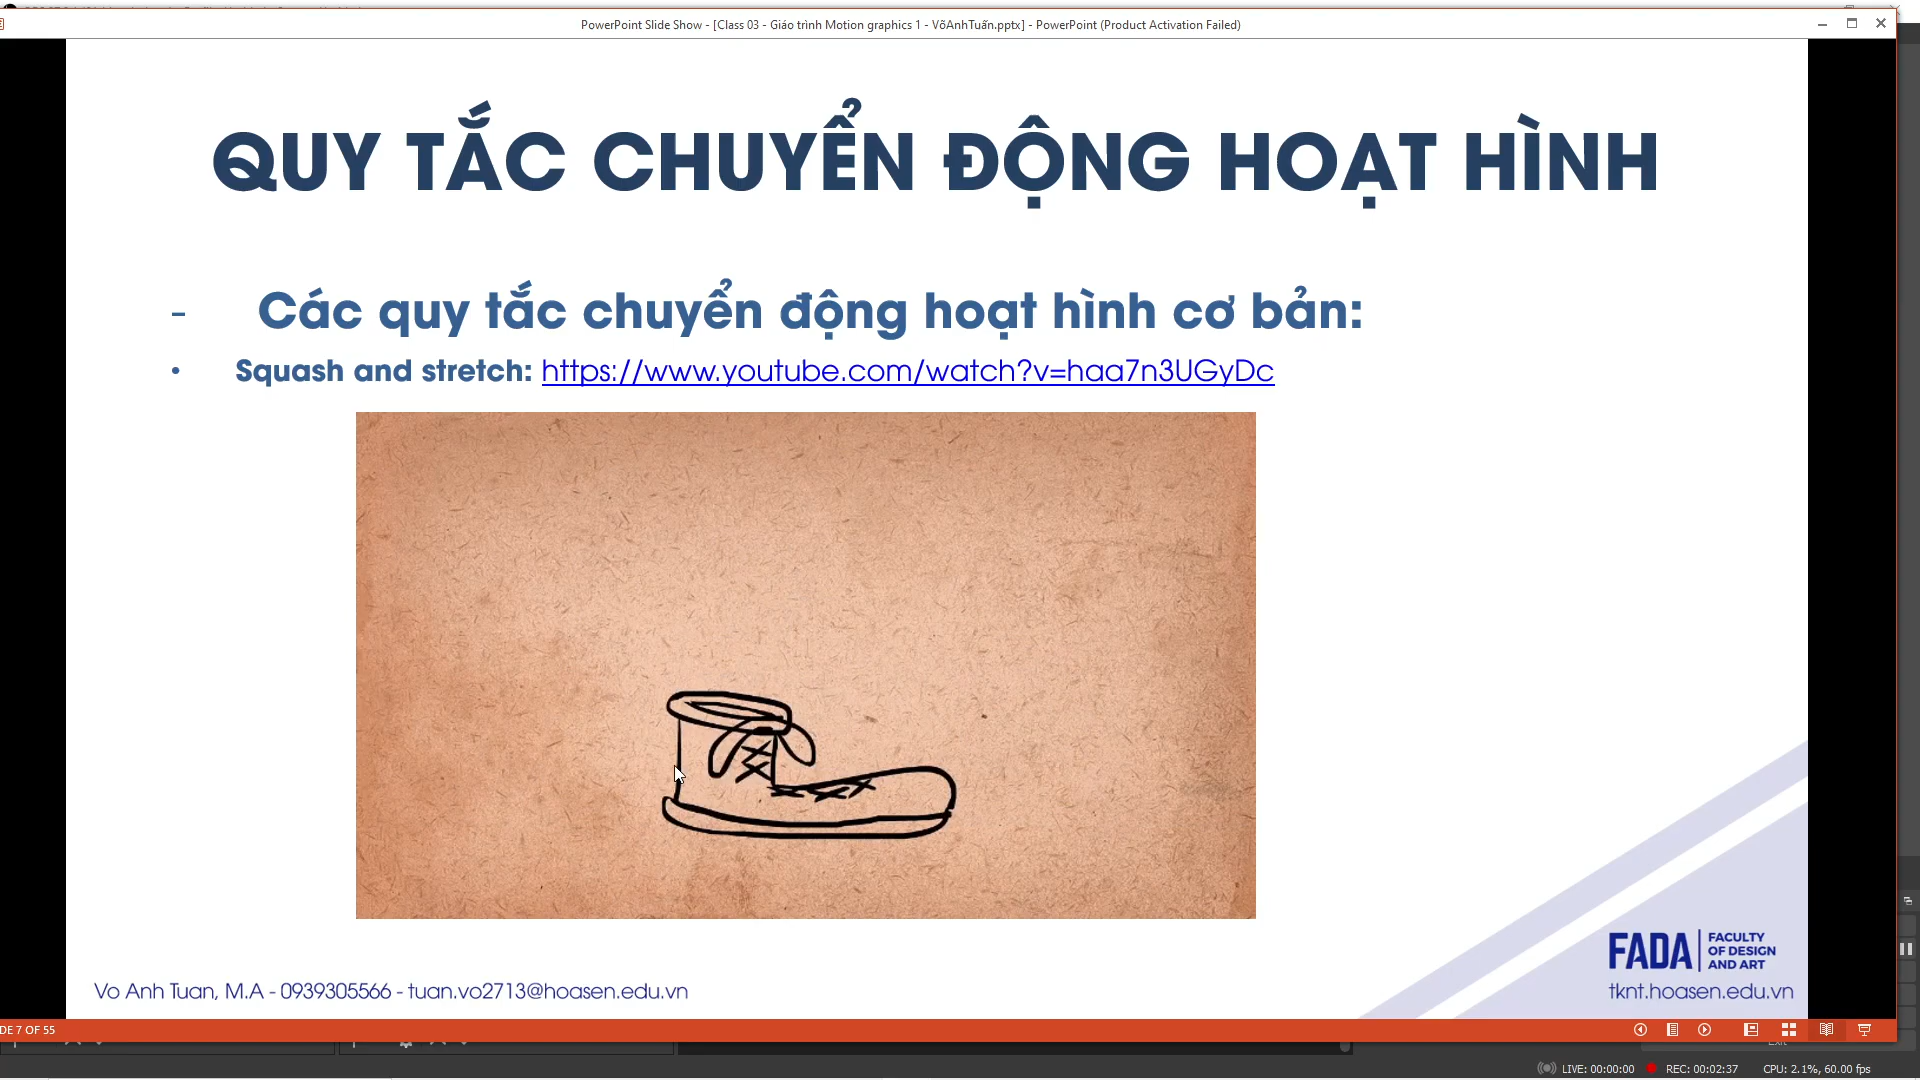 PowerPoint Slide Show - [Class 03 - Giáo trình Motion graphics 1 - VõAnhTuấn.pptx] - PowerPoint (Product Activation Failed)
QUY TẮC CHUYỂN ĐỘNG HOẠT HÌNH
- Các quy tắc chuyển động hoạt hình cơ bản:
• Squash and stretch: https://www.youtube.com/watch?v=haa7n3UGyDc
FADA
FACULTY
OF DESIGN
AND ART
Vo Anh Tuan, M.A - 0939305566 - tuan.vo2713@hoasen.edu.vn
tknt.hoasen.edu.vn
DE 7 OF 55
LIVE: 00:00:00 REC: 00:02:37 CPU: 2.1%, 60.00 fps